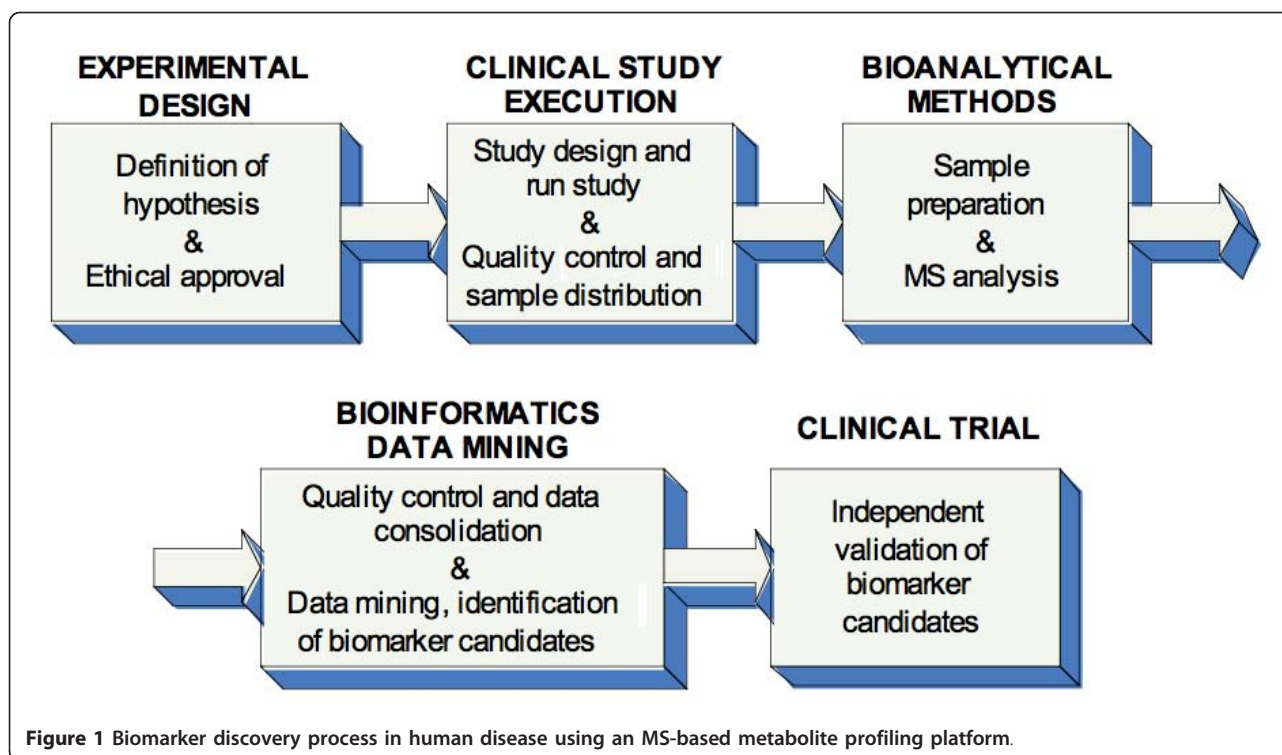 EXPERIMENTAL
DESIGN
Definition of
hypothesis
&
Ethical approval
CLINICAL STUDY
EXECUTION
Study design and
run study
&
Quality control and
sample distribution
BIOANALYTICAL
METHODS
Sample
preparation
&
MS analysis
BIOINFORMATICS
DATA MINING
Quality control and data
consolidation
&
Data mining, identification
of biomarker candidates
CLINICAL TRIAL
Independent
validation of
biomarker
candidates
Figure 1 Biomarker discovery process in human disease using an MS-based metabolite profiling platform.